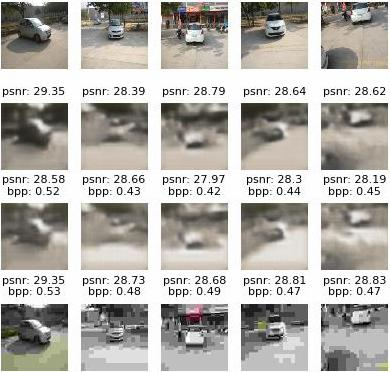 psnr: 29.35 psnr: 28.39 psnr: 28.79 psnr: 28.64 psnr: 28.62
psnr: 28.58 psnr: 28.66 psnr: 27.97 psnr: 28.3 psnr: 28.19
bpp: 0.52 bpp: 0.43 bpp: 0.42 bpp: 0.44 bpp: 0.45
psnr: 29.35 psnr: 28.73 psnr: 28.68 psnr: 28.81 psnr: 28.83
bpp: 0.53 bpp: 0.48 bpp: 0.49 bpp: 0.47 bpp: 0.47